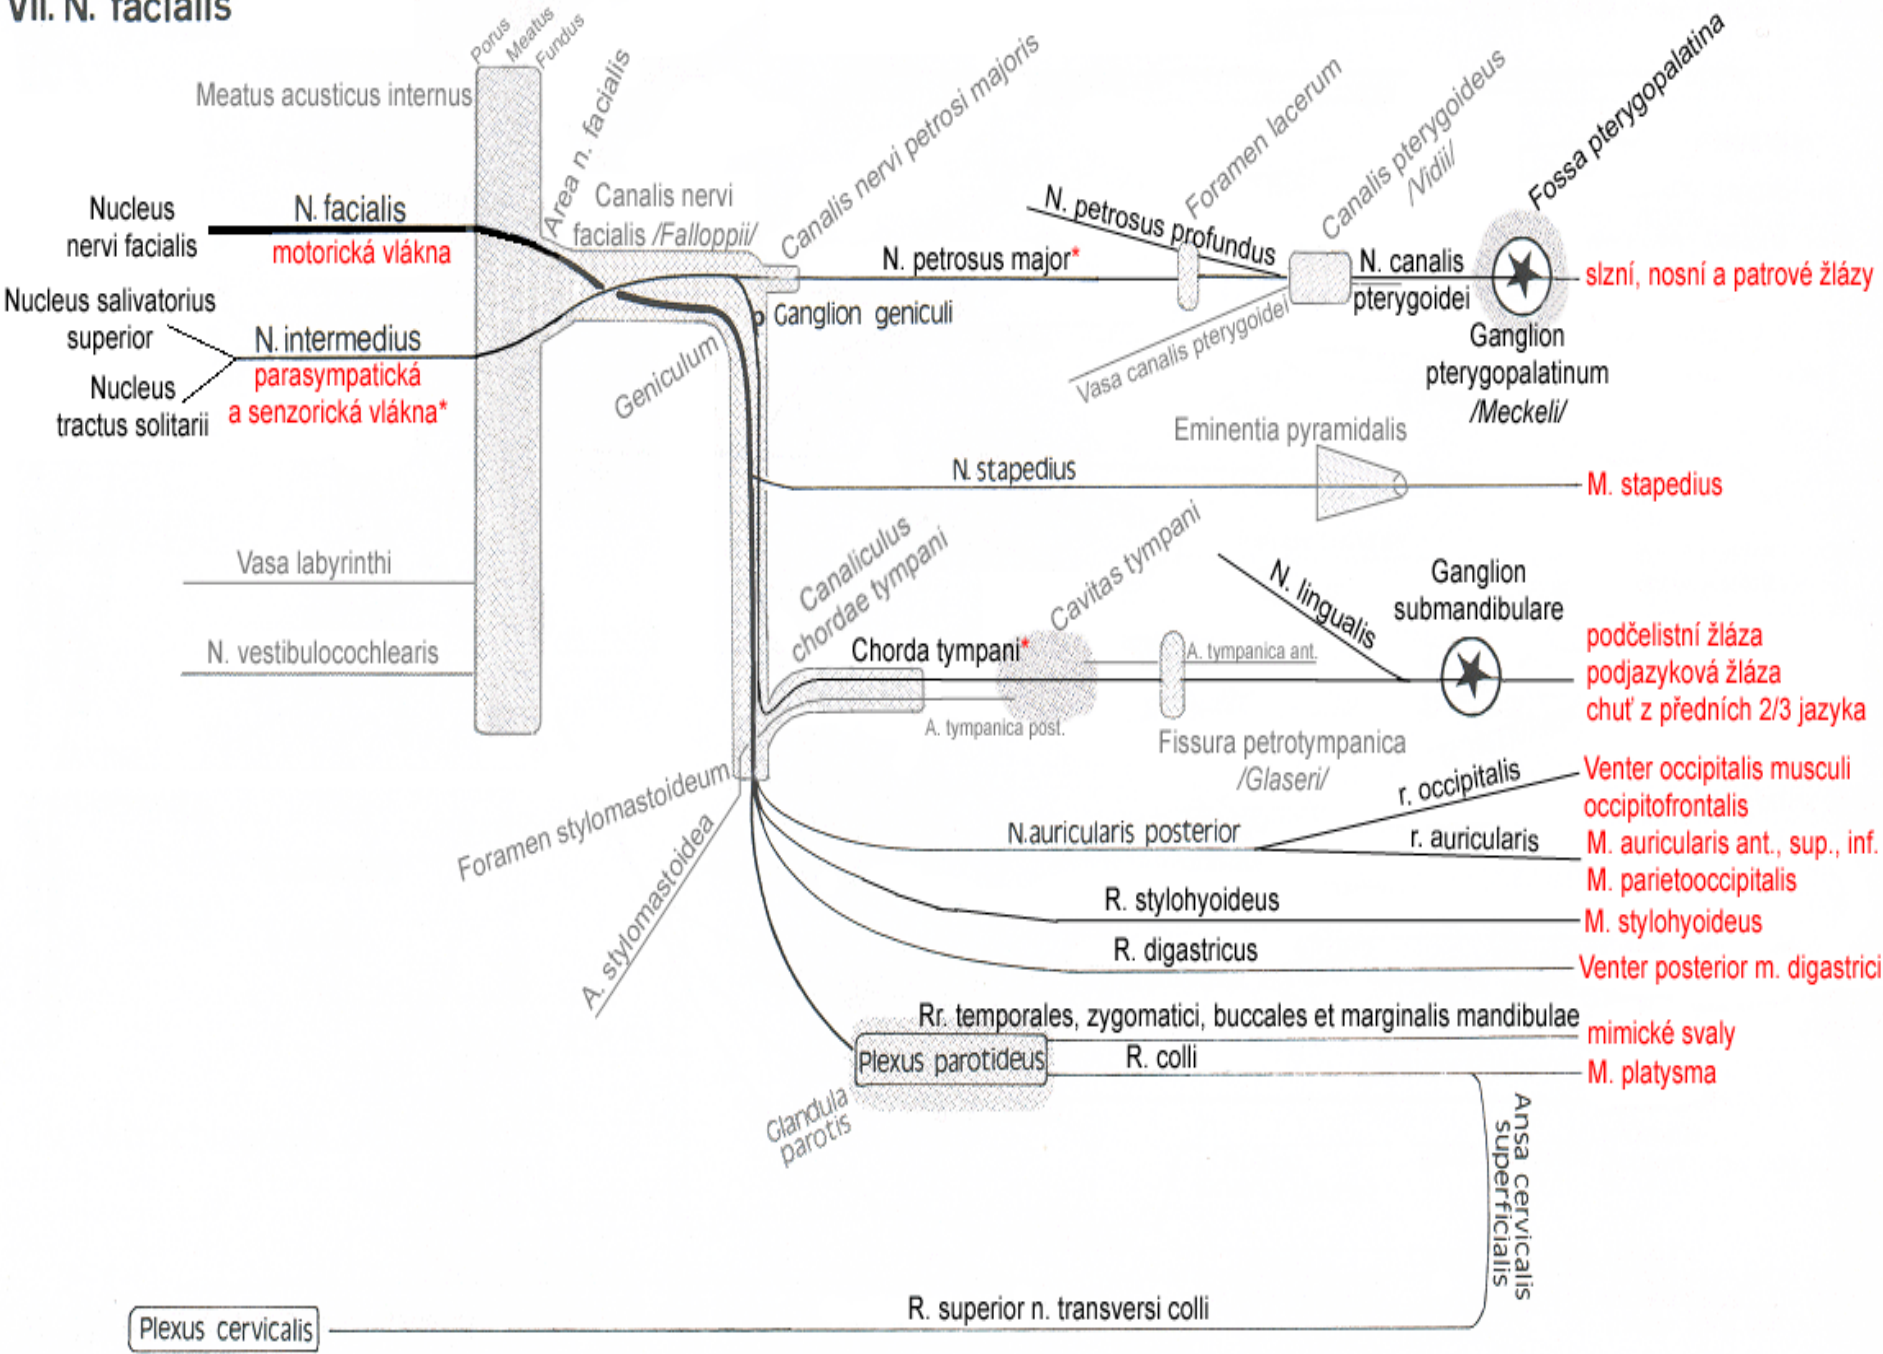 VII. N. facialis
Porus
Meatus
Fundus
Meatus acusticus internus
Area n. facialis
Canalis nervi
facialis /Falloppii/
Canalis nervi petrosi majoris
Foramen lacerum
Canalis pterygoideus
/Vidii/
Fossa pterygopalatina
Nucleus
nervi facialis
N. facialis
motorická vlákna
N. petrosus major*
N. petrosus profundus
N. canalis
pterygoidei
slzní, nosní a patrové žlázy
Nucleus salivatorius
superior
N. intermedius
parasympatická
a senzorická vlákna*
Nucleus
tractus solitarii
Ganglion geniculi
Geniculum
Vasa canalis pterygoidei
Ganglion
pterygopalatinum
/Meckeli/
Eminentia pyramidalis
N. stapedius
M. stapedius
Vasa labyrinthi
N. vestibulocochlearis
Canaliculus
chordae tympani
Cavitas tympani
Chorda tympani*
A. tympanica ant.
A. tympanica post.
N. lingualis
Ganglion
submandibulare
podčelistní žláza
podjazyková žláza
chuť z předních 2/3 jazyka
Fissura petrotympanica
/Glaseri/
Foramen stylomastoideum
A. stylomastoidea
N.auricularis posterior
r. occipitalis
Venter occipitalis musculi
occipitofrontalis
r. auricularis
M. auricularis ant., sup., inf.
M. parietooccipitalis
R. stylohyoideus
M. stylohyoideus
R. digastricus
Venter posterior m. digastrici
Rr. temporales, zygomatici, buccales et marginalis mandibulae
mimické svaly
Plexus parotideus
R. colli
M. platysma
Glandula
parotis
Ansa cervicalis
superficialis
R. superior n. transversi colli
Plexus cervicalis